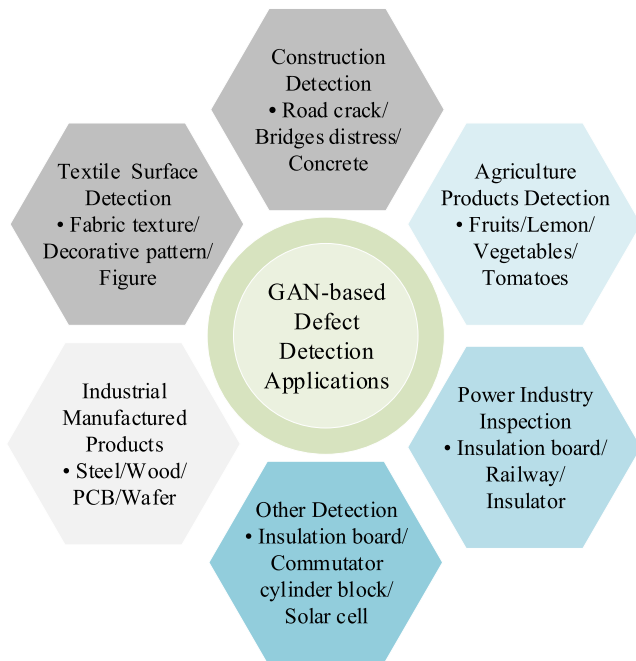 Construction
Detection
• Road crack/
Bridges distress/
Concrete
Textile Surface
Detection
• Fabric texture/
Decorative pattern/
Figure
Agriculture
Products Detection
• Fruits/Lemon/
Vegetables/
Tomatoes
GAN-based
Defect
Detection
Applications
Industrial
Manufactured
Products
• Steel/Wood/
PCB/Wafer
Power Industry
Inspection
• Insulation board/
Railway/
Insulator
Other Detection
• Insulation board/
Commutator
cylinder block/
Solar cell